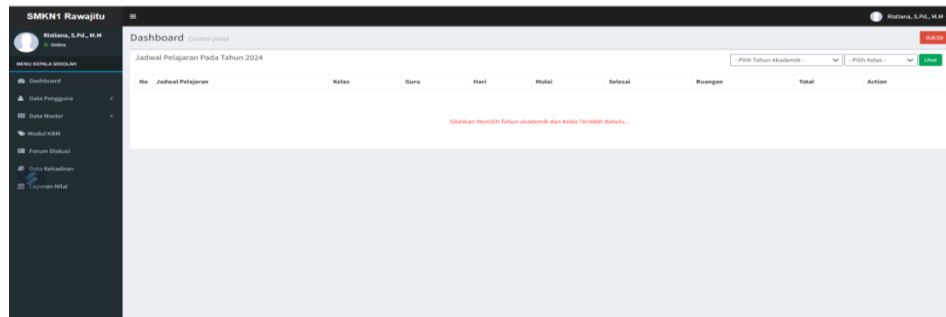 SMKN1 Rawajitu
Ristiana, S.Pd., M.M
Ristiana, S.Pd., M.M
Online
MENU KEPALA SEKOLAH
Dashboard
Data Pengguna
Data Master
Modul KBM
Forum Diskusi
Data Kehadiran
Laporan Nilai
Dashboard Control panel
Jadwal Pelajaran Pada Tahun 2024
- Pilih Tahun Akademik - - Pilih Kelas - Lihat
No Jadwal Pelajaran Kelas Guru Hari Mulai Selesai Ruangan Total Action
Silahkan Memilih Tahun akademik dan Kelas Terlebih dahulu...